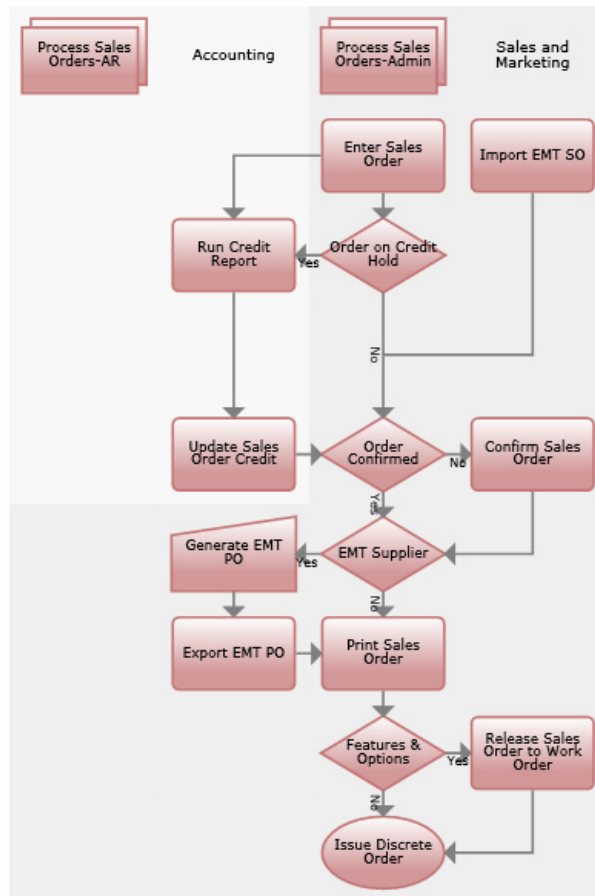 Process Sales
Orders-AR
Accounting
Process Sales
Orders-Admin
Sales and
Marketing
Enter Sales
Order
Import EMT SO
Run Credit
Report
Yes
Order on Credit
Hold
No
Update Sales
Order Credit
Order
Confirmed
No
Confirm Sales
Order
Yes
Generate EMT
PO
Yes
EMT Supplier
No
Export EMT PO
Print Sales
Order
Features &
Options
Yes
Release Sales
Order to Work
Order
No
Issue Discrete
Order